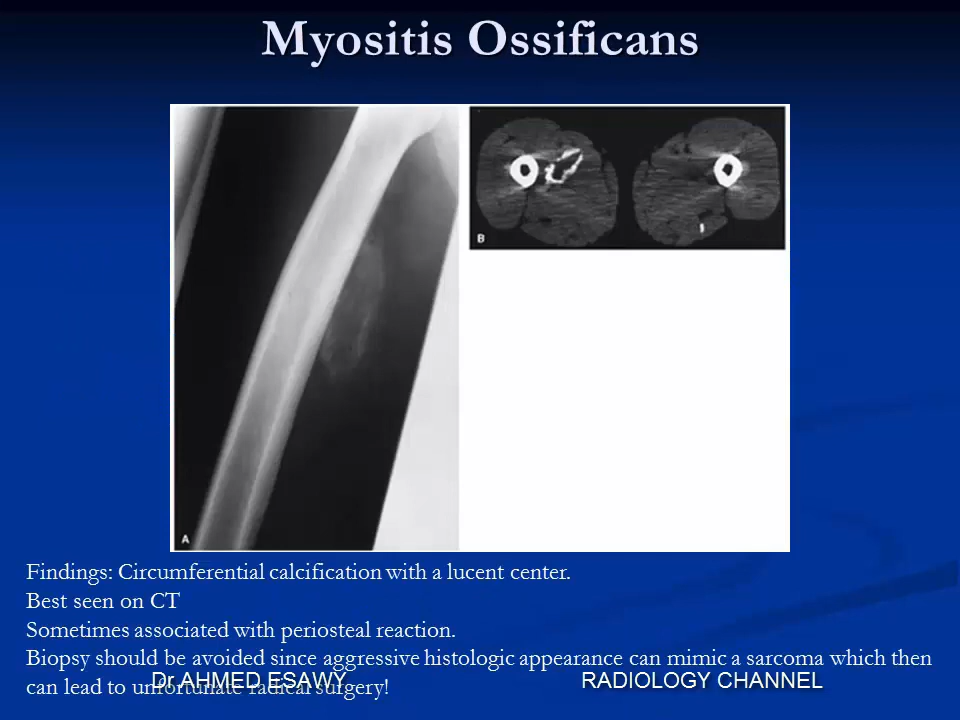 Myositis Ossificans
B
A
Findings: Circumferential calcification with a lucent center.
Best seen on CT
Sometimes associated with periosteal reaction.
Biopsy should be avoided since aggressive histologic appearance can mimic a sarcoma which then
can lead to unfortunate radical surgery!
Dr AHMED ESAWY RADIOLOGY CHANNEL